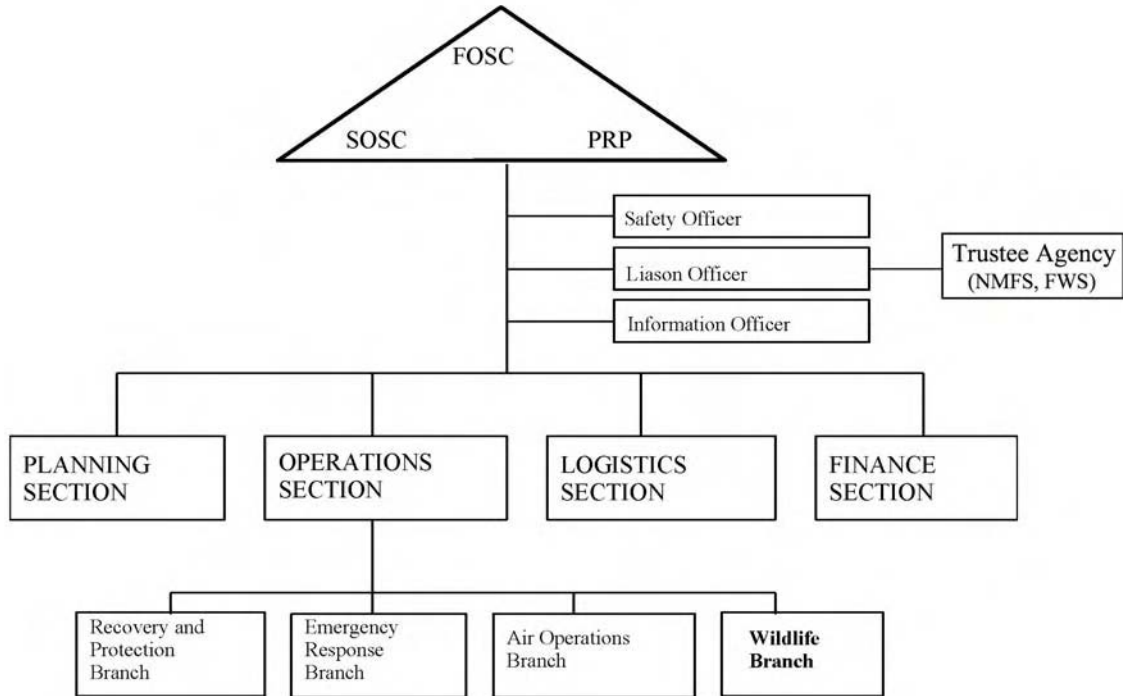 FOSC
SOSC PRP
Safety Officer
Liason Officer
Information Officer
Trustee Agency
(NMFS, FWS)
PLANNING
SECTION
OPERATIONS
SECTION
LOGISTICS
SECTION
FINANCE
SECTION
Recovery and
Protection
Branch
Emergency
Response
Branch
Air Operations
Branch
Wildlife
Branch